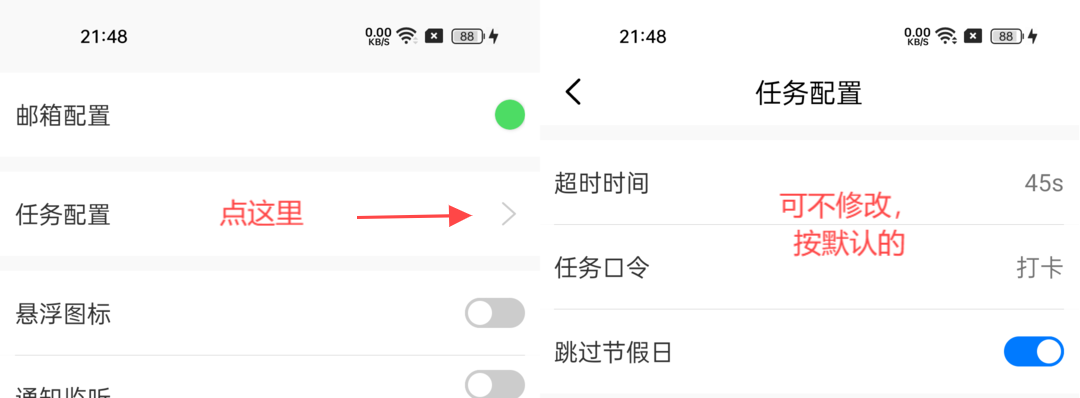 21:48
0.00
KB/S
88
邮箱配置
任务配置
点这里
悬浮图标
通知监听
21:48
0.00
KB/S
88
任务配置
超时时间
45s
可不修改，
按默认的
任务口令
打卡
跳过节假日